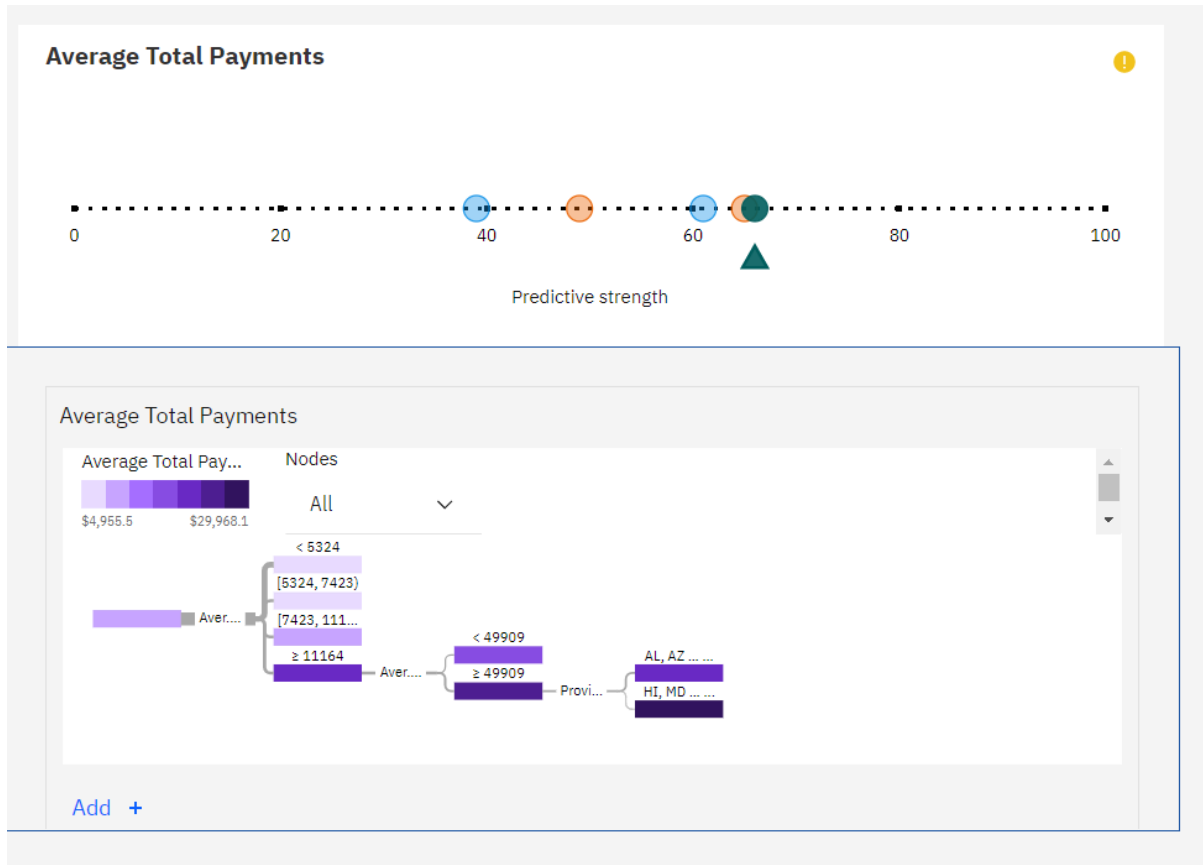 Average Total Payments
!
0 20 40 60 80 100
Predictive strength
Average Total Payments
Average Total Pay...
Nodes
All
$4,955.5 $29,968.1
< 5324
[5324, 7423)
Aver....
[7423, 111...
< 49909
≥ 11164
Aver....
≥ 49909
Provi...
AL, AZ ... ...
HI, MD ... ...
Add +